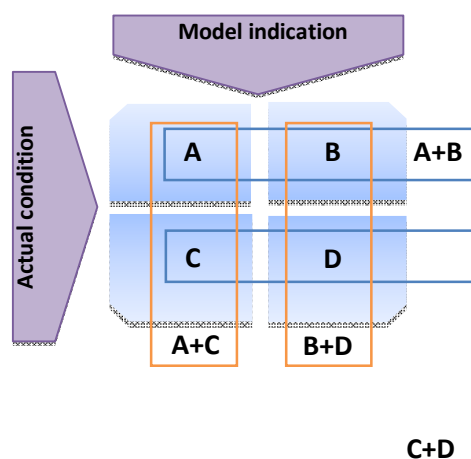 Model indication
Actual condition
A
B
A+B
C
D
A+C
B+D
C+D